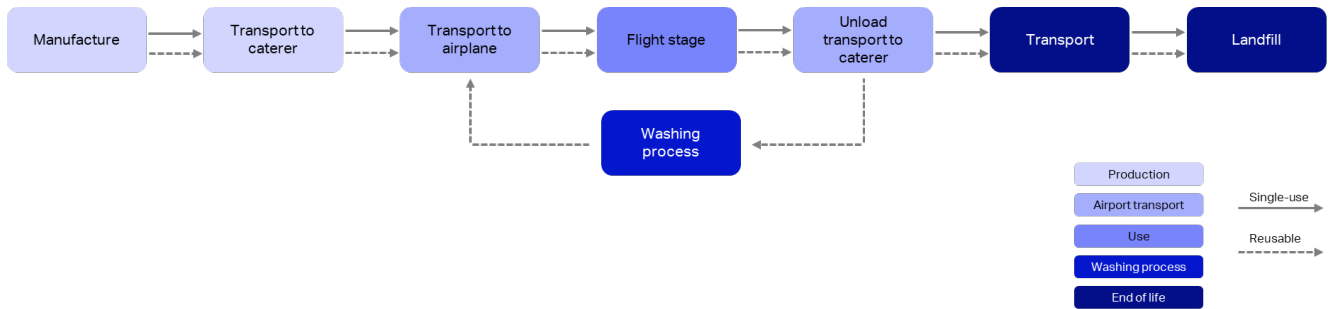 Manufacture
Transport to
caterer
Transport to
airplane
Flight stage
Unload
transport to
caterer
Transport
Landfill
Washing
process
Production
Airport transport
Use
Washing process
End of life
Single-use
Reusable